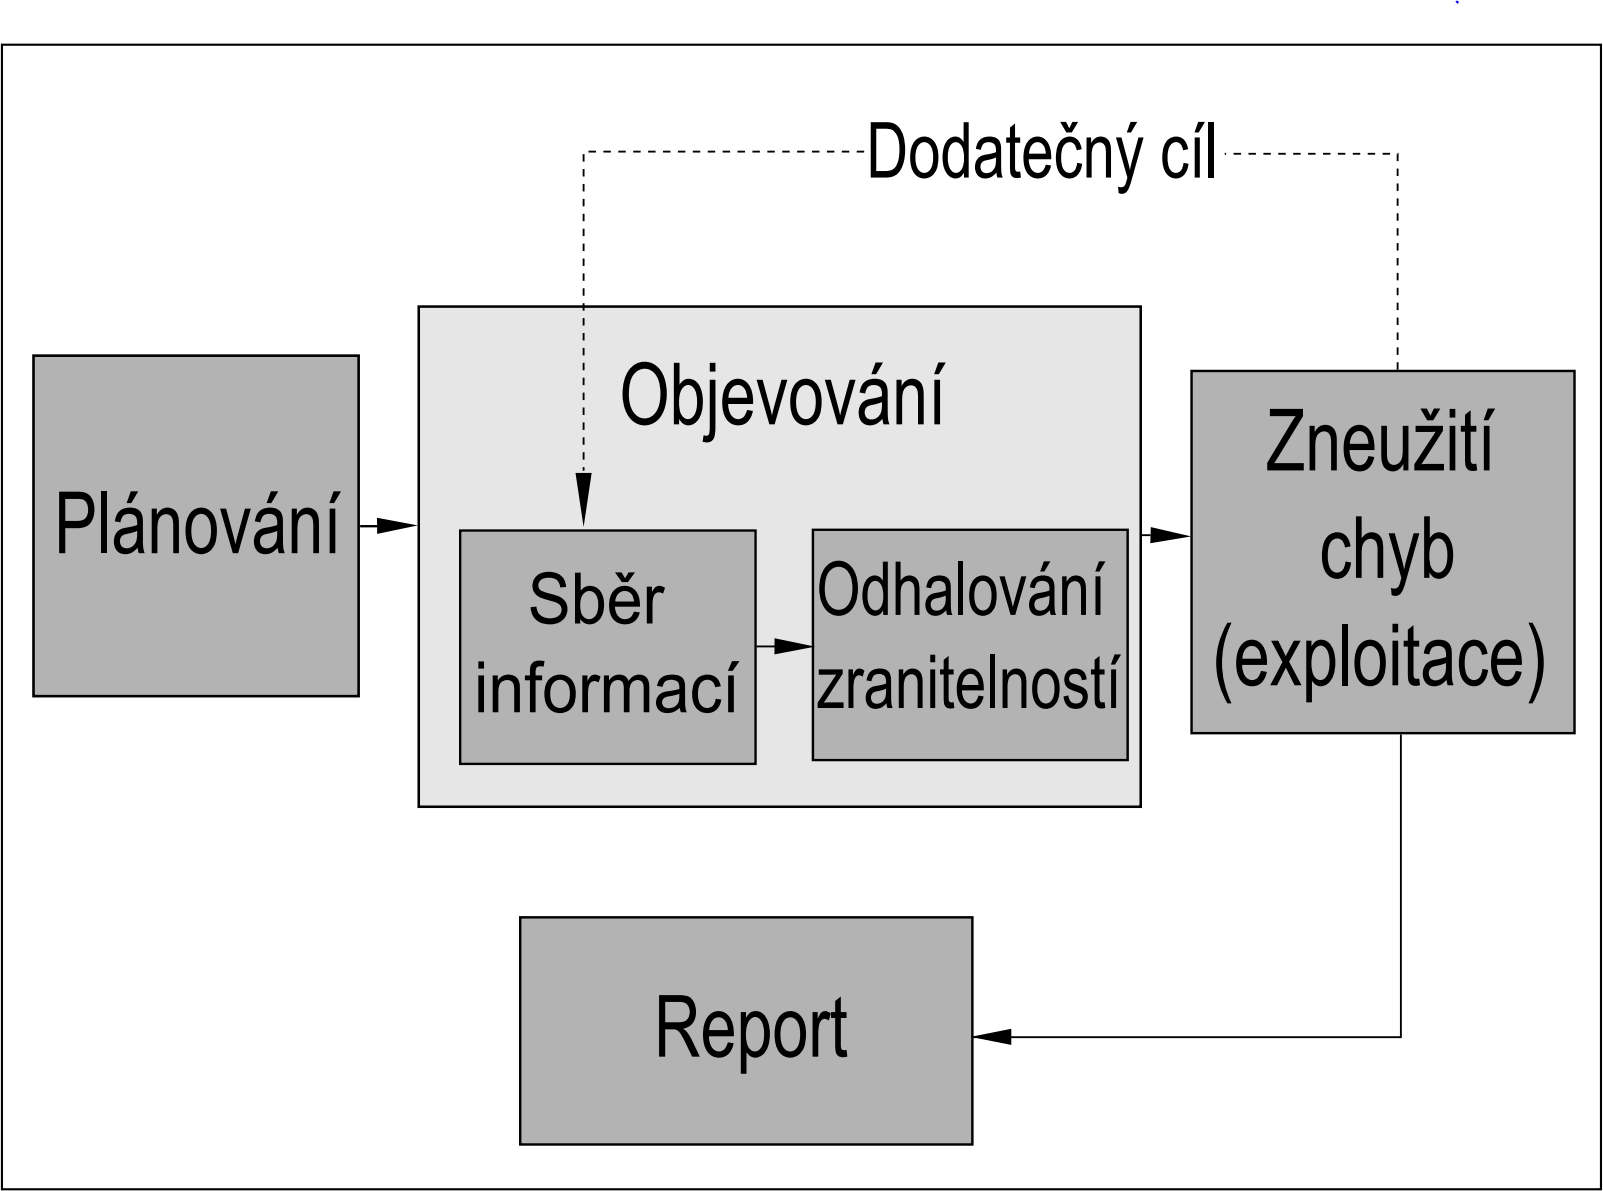 Dodatečný cíl
Objevování
Plánování
Sběr
informací
Odhalování
zranitelností
Zneužití
chyb
(exploitace)
Report